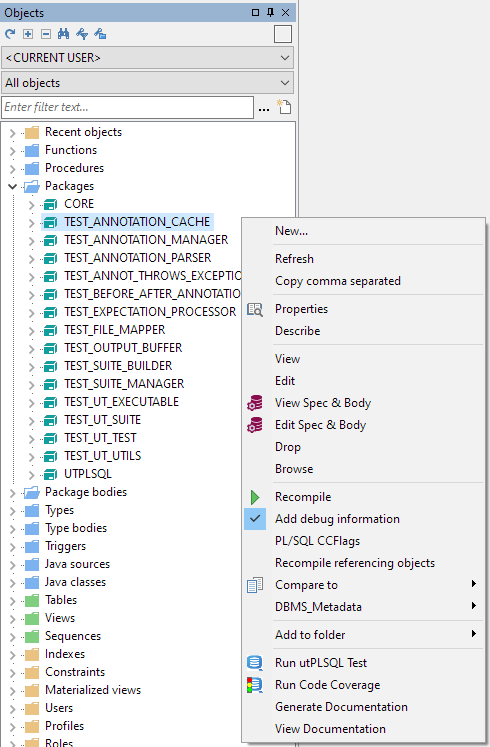 Objects
<CURRENT USER>
All objects
Enter filter text...
...
Recent objects
Functions
Procedures
Packages
CORE
TEST_ANNOTATION_CACHE
TEST_ANNOTATION_MANAGER
TEST_ANNOTATION_PARSER
TEST_ANNOT_THROWS_EXCEPTIO
TEST_BEFORE_AFTER_ANNOTATIO
TEST_EXPECTATION_PROCESSOR
TEST_FILE_MAPPER
TEST_OUTPUT_BUFFER
TEST_SUITE_BUILDER
TEST_SUITE_MANAGER
TEST_UT_EXECUTABLE
TEST_UT_SUITE
TEST_UT_TEST
TEST_UT_UTILS
UTPLSQL
Package bodies
Types
Type bodies
Triggers
Java sources
Java classes
Tables
Views
Sequences
Indexes
Constraints
Materialized views
Users
Profiles
Roles
New...
Refresh
Copy comma separated
Properties
Describe
View
Edit
View Spec & Body
Edit Spec & Body
Drop
Browse
Recompile
Add debug information
PL/SQL CCFlags
Recompile referencing objects
Compare to
DBMS_Metadata
Add to folder
Run utPLSQL Test
Run Code Coverage
Generate Documentation
View Documentation